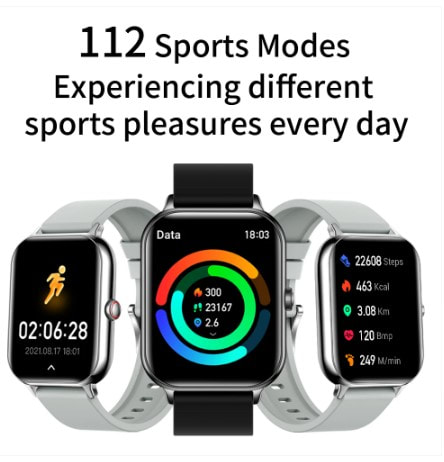 112 Sports Modes
Experiencing different
sports pleasures every day
02:06:28
2021.08.17 18:01
Data 18:03
300
23167
2.6
22608 Steps
463 Kcal
3.08 Km
120 Bmp
249 M/min